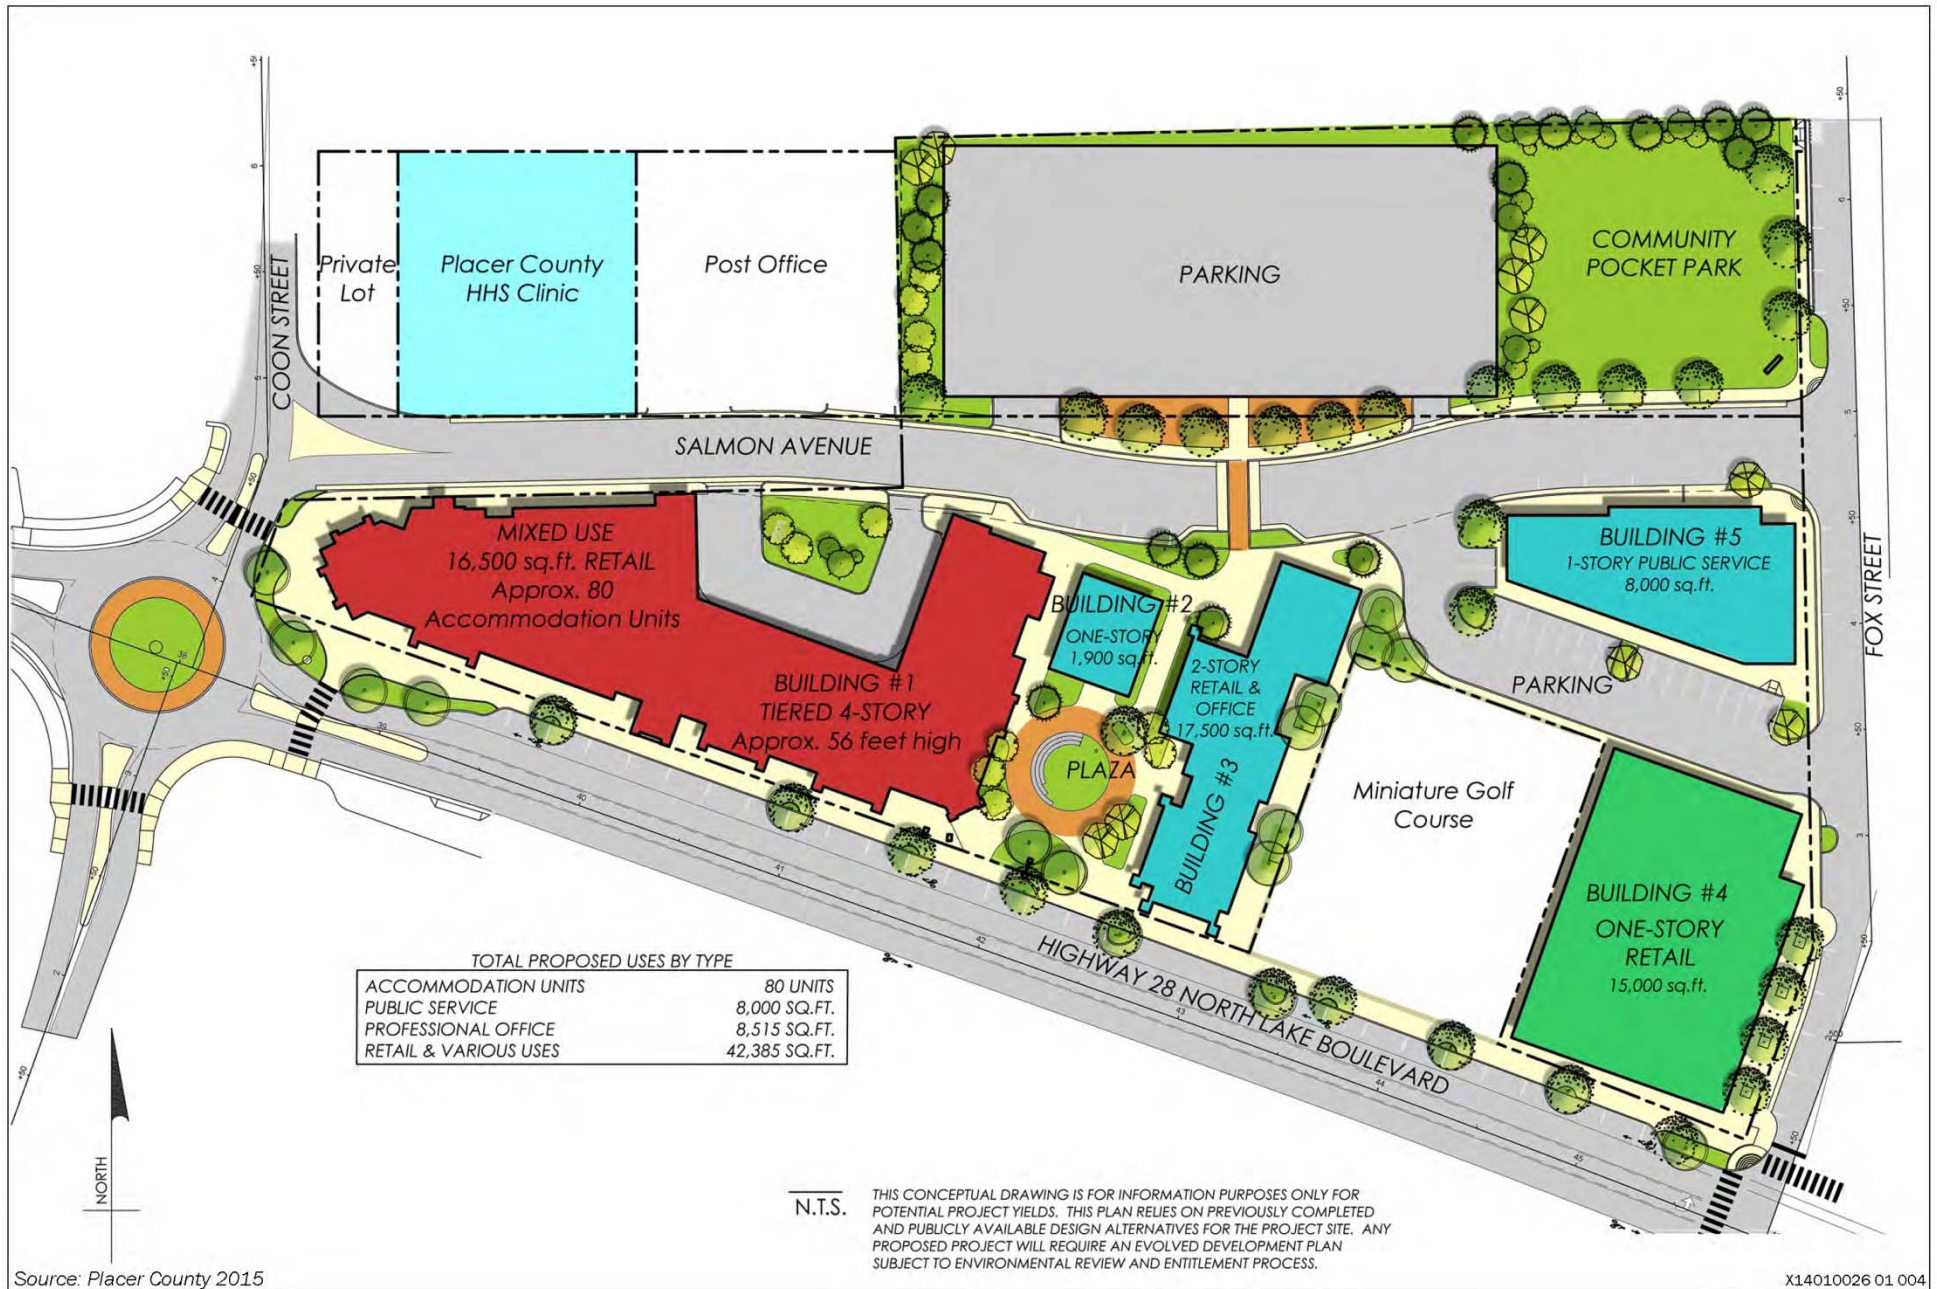 COMMUNITY
POCKET PARK
Private
Lot
Placer County
HHS Clinic
Post Office
PARKING
COON STREET
SALMON AVENUE
MIXED USE
16,500 sq.ft. RETAIL
Approx. 80
Accommodation Units
BUILDING #1
TIERED 4-STORY
Approx. 56 feet high
BUILDING #2
ONE-STORY
1,900 sq.ft.
2-STORY
RETAIL &
OFFICE
17,500 sq.ft.
BUILDING #3
PLAZA
BUILDING #5
1-STORY PUBLIC SERVICE
8,000 sq.ft.
FOX STREET
PARKING
Miniature Golf
Course
BUILDING #4
ONE-STORY
RETAIL
15,000 sq.ft.
HIGHWAY 28 NORTH LAKE BOULEVARD
38
39
40
41
42
43
44
45
TOTAL PROPOSED USES BY TYPE
ACCOMMODATION UNITS 80 UNITS
PUBLIC SERVICE 8,000 SQ.FT.
PROFESSIONAL OFFICE 8,515 SQ.FT.
RETAIL & VARIOUS USES 42,385 SQ.FT.
NORTH
N.T.S.
THIS CONCEPTUAL DRAWING IS FOR INFORMATION PURPOSES ONLY FOR
POTENTIAL PROJECT YIELDS. THIS PLAN RELIES ON PREVIOUSLY COMPLETED
AND PUBLICLY AVAILABLE DESIGN ALTERNATIVES FOR THE PROJECT SITE. ANY
PROPOSED PROJECT WILL REQUIRE AN EVOLVED DEVELOPMENT PLAN
SUBJECT TO ENVIRONMENTAL REVIEW AND ENTITLEMENT PROCESS.
Source: Placer County 2015
X14010026 01 004